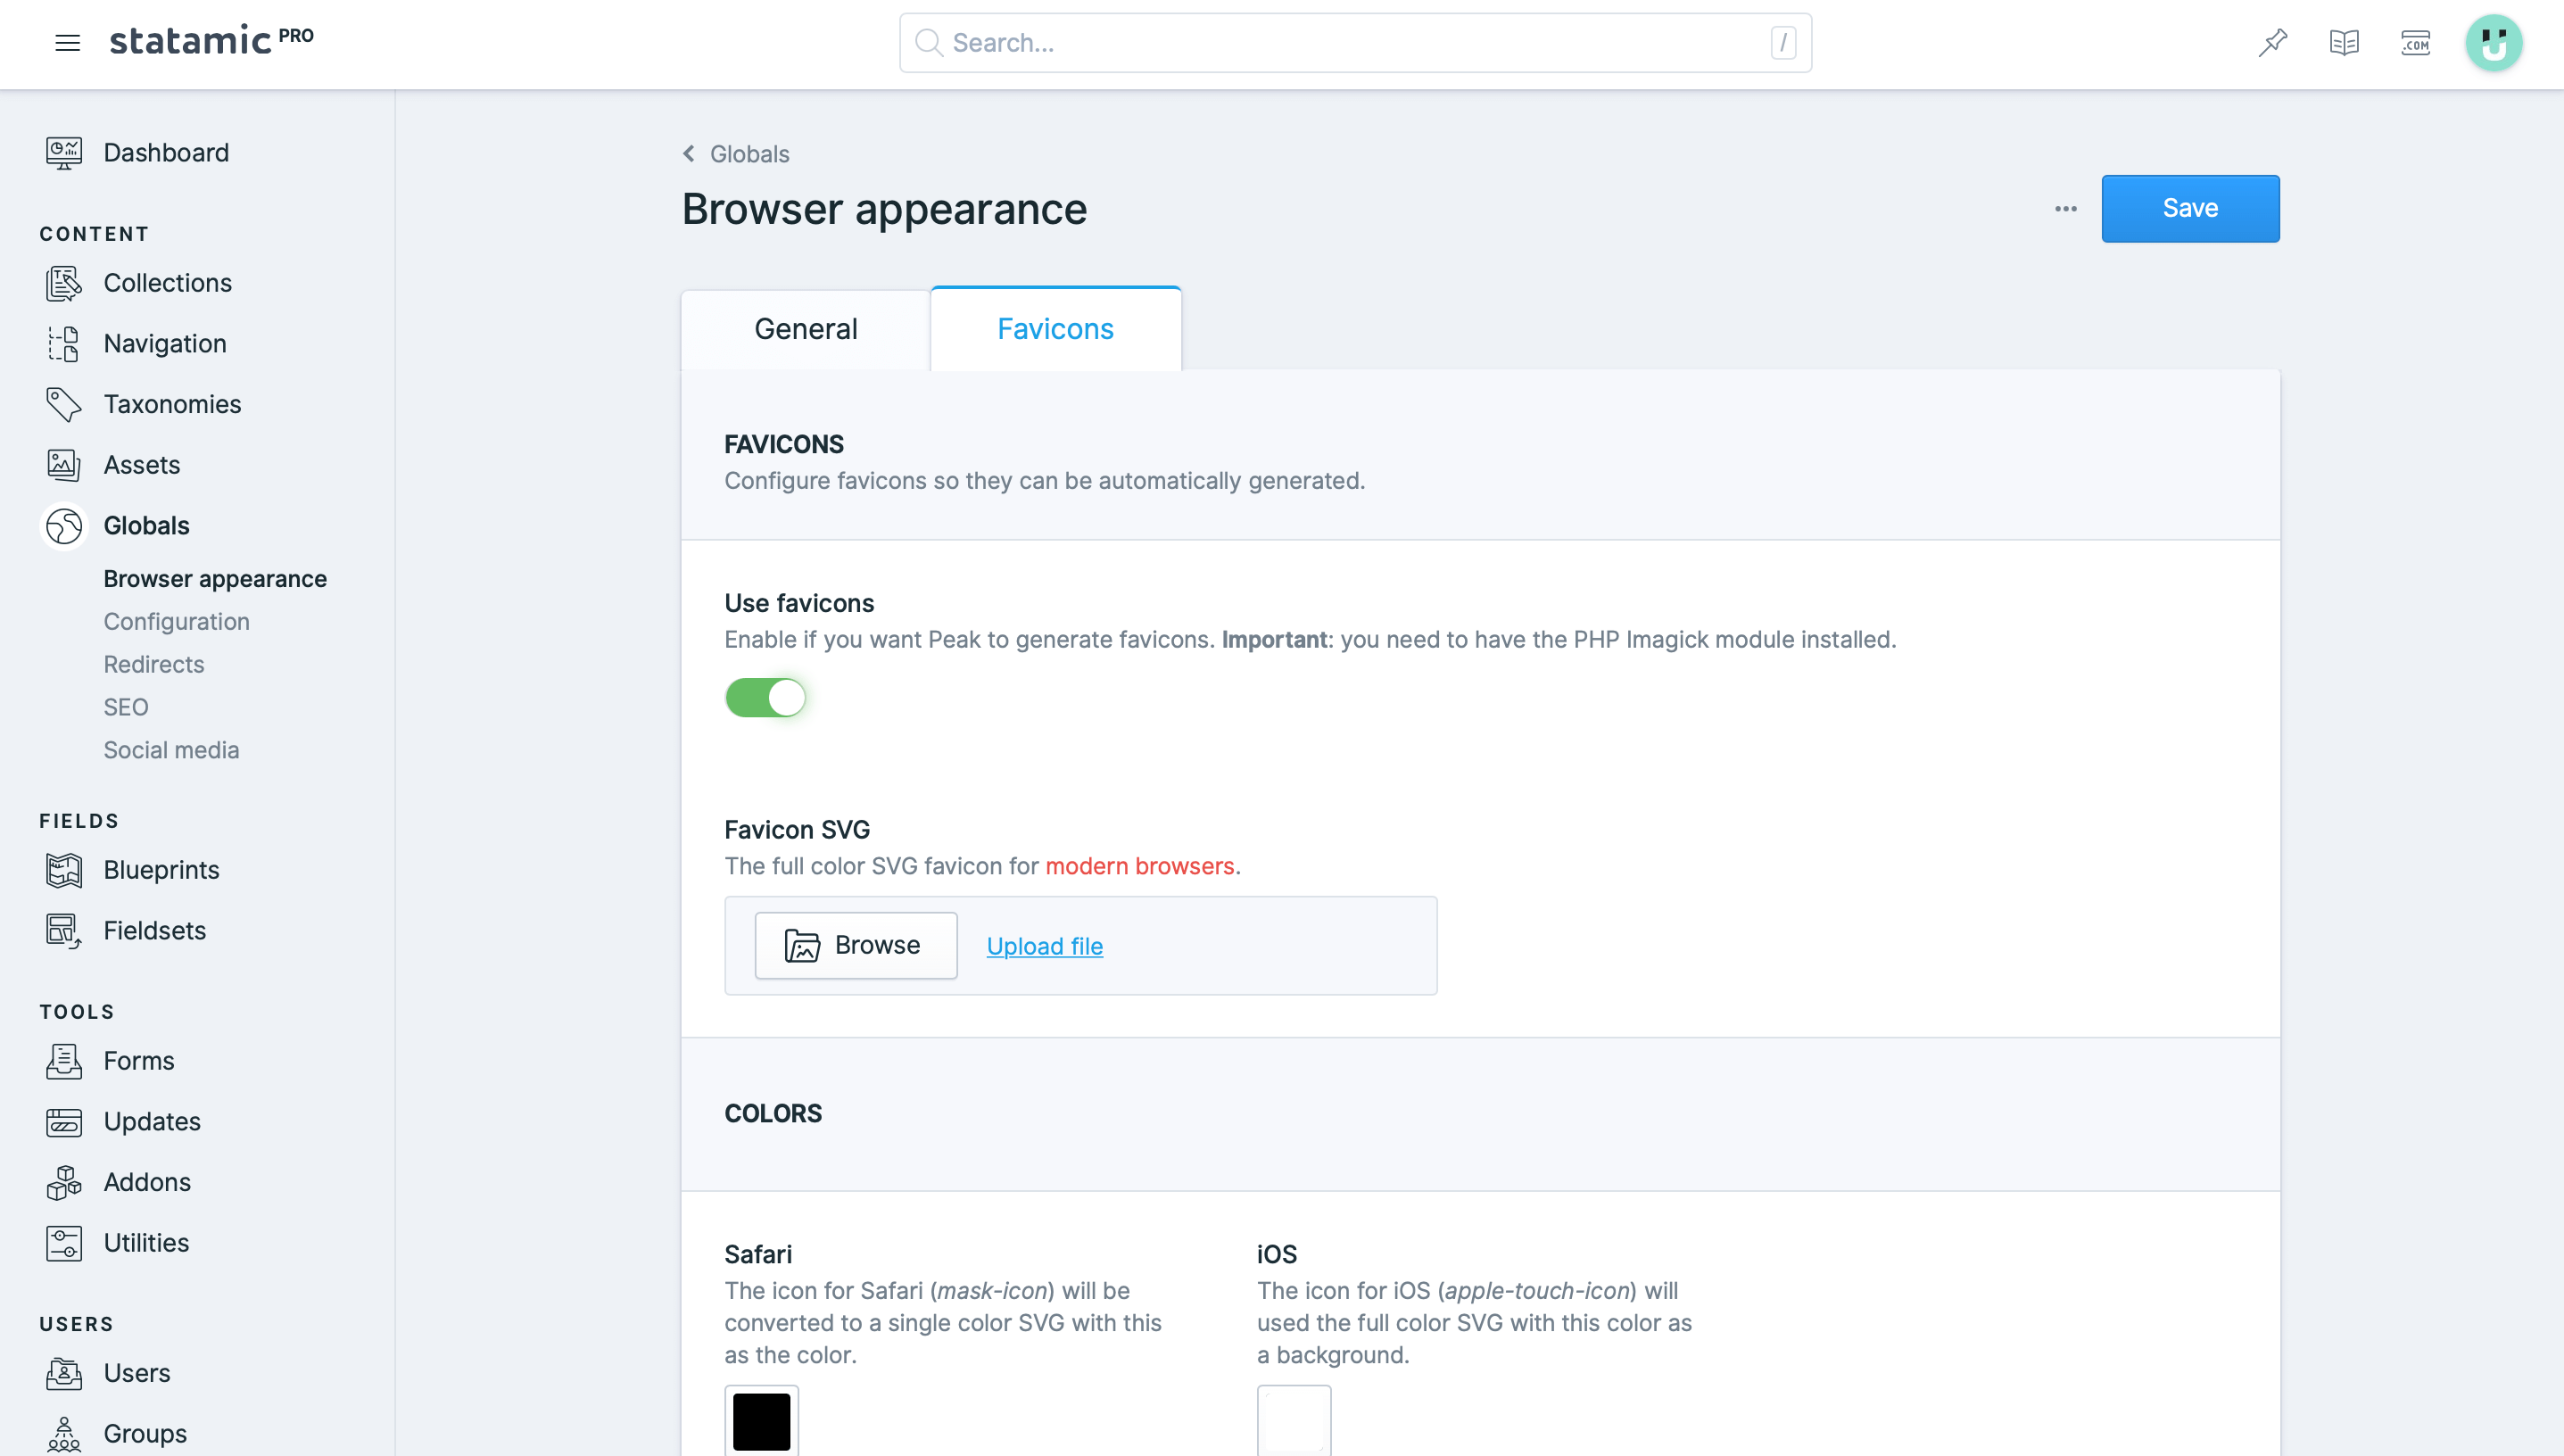 statamic PRO
Search...
/
.COM
Dashboard
CONTENT
Collections
Navigation
Taxonomies
Assets
Globals
Browser appearance
Configuration
Redirects
SEO
Social media
FIELDS
Blueprints
Fieldsets
TOOLS
Forms
Updates
Addons
Utilities
USERS
Users
Groups
Globals
Browser appearance
Save
General
Favicons
FAVICONS
Configure favicons so they can be automatically generated.
Use favicons
Enable if you want Peak to generate favicons. Important: you need to have the PHP Imagick module installed.
Favicon SVG
The full color SVG favicon for modern browsers.
Browse
Upload file
COLORS
Safari
The icon for Safari (mask-icon) will be
converted to a single color SVG with this
as the color.
iOS
The icon for iOS (apple-touch-icon) will
used the full color SVG with this color as
a background.